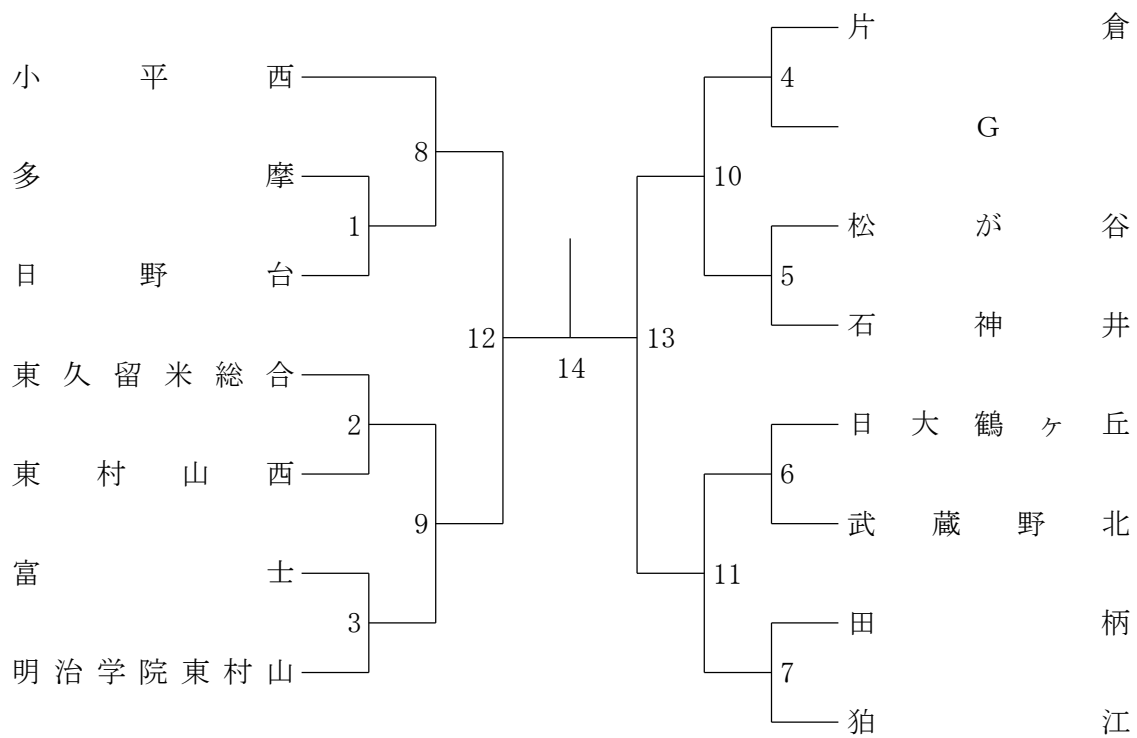 小平西
多摩
日野台
東久留米総合
東村山西
富士
明治学院東村山
8
1
2
9
3
12
14
13
10
4
5
11
6
7
片倉
G
松が谷
石神井
日大鶴ヶ丘
武蔵野北
田柄
狛江